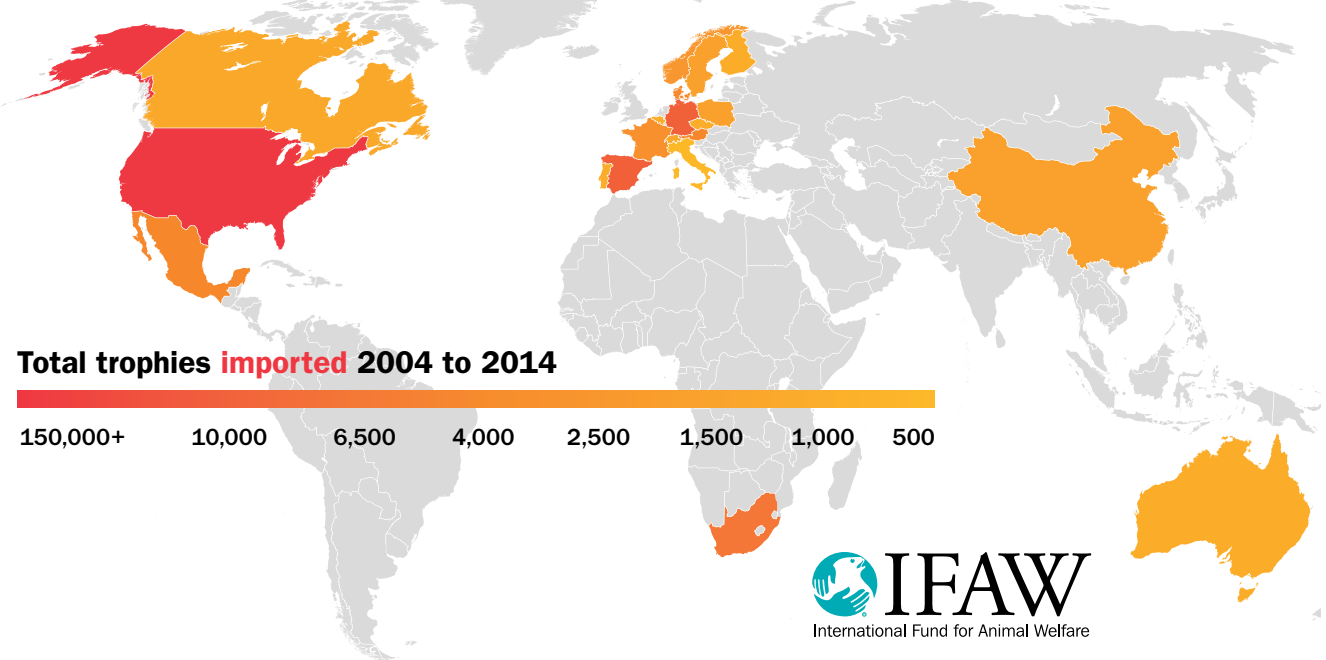 Total trophies imported 2004 to 2014
150,000+ 10,000 6,500 4,000 2,500 1,500 1,000 500
IFAW
International Fund for Animal Welfare